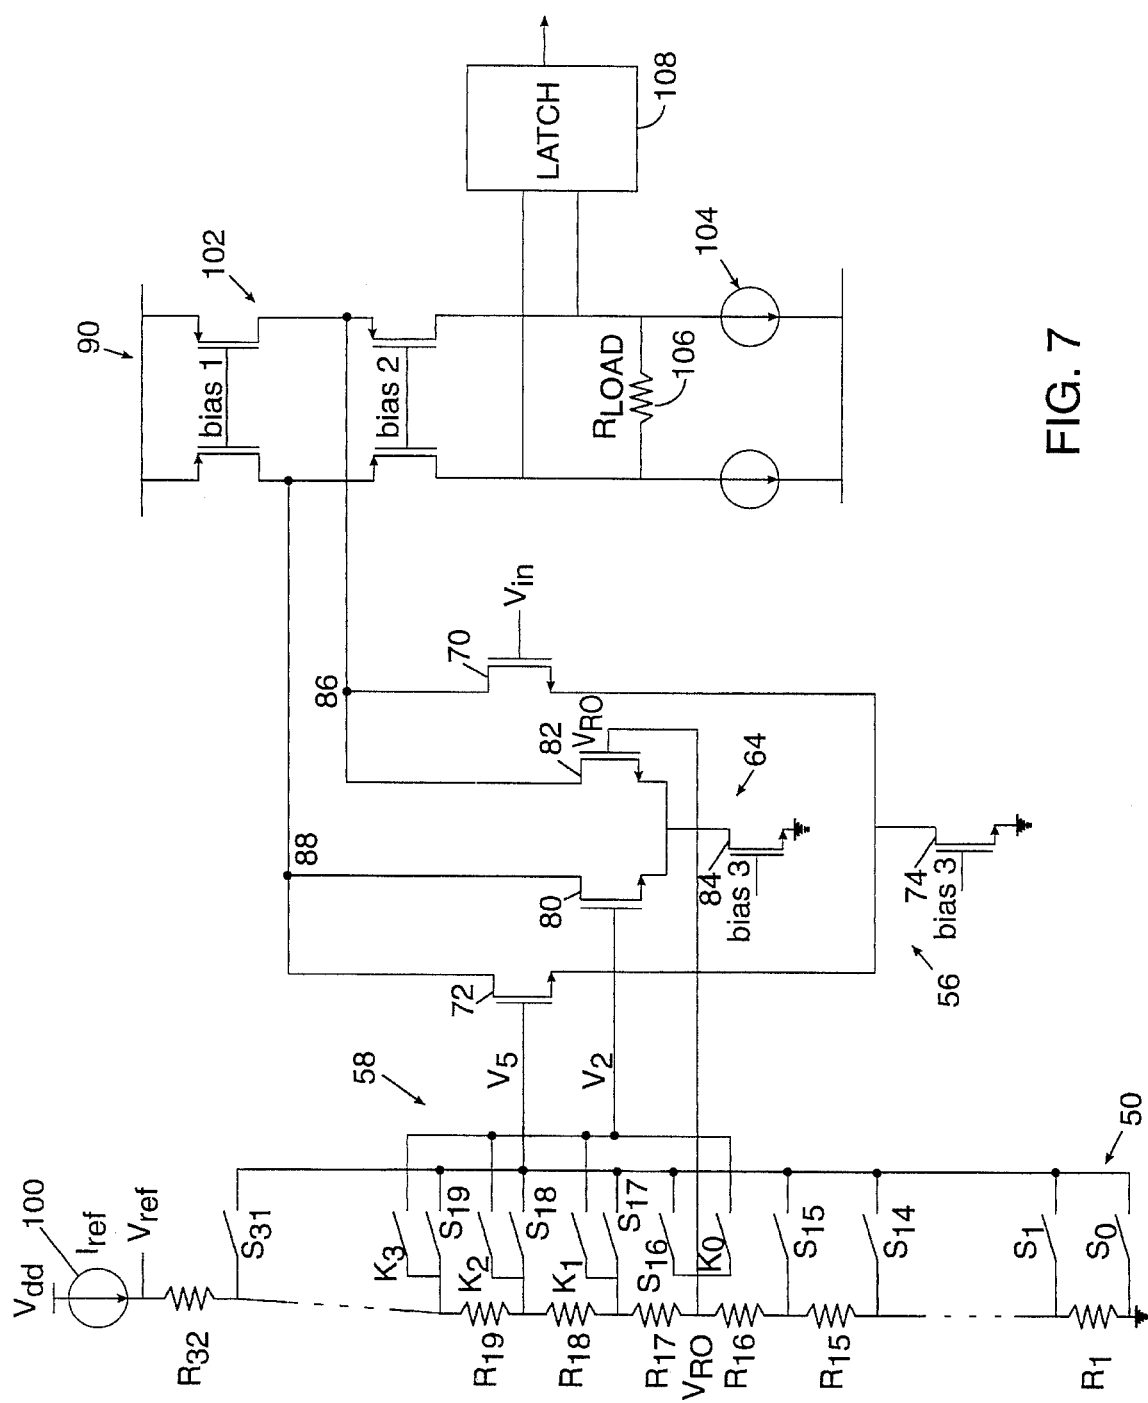 Vdd
100
Iref
Vref
R32
S31
58
K3
S19
R19
K2
S18
R18
K1
S17
R17
S16
VRO
K0
R16
S15
R15
S14
S1
S0
R1
50
V5
V2
72
88
80
82
VRO
86
70
Vin
84
bias 3
64
74
bias 3
56
90
102
bias 1
bias 2
RLOAD
106
104
LATCH
108
FIG. 7